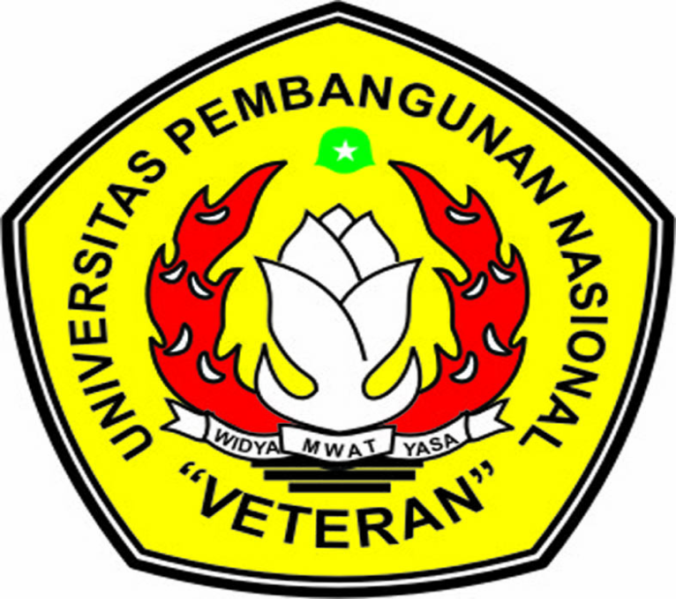 UNIVERSITAS PEMBANGUNAN NASIONAL
WIDYA MWAT YASA
“VETERAN”